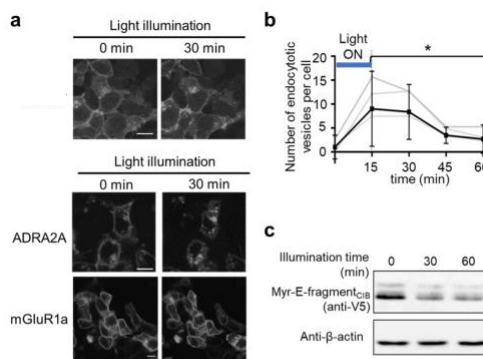 a
Light illumination
0 min 30 min
Light illumination
0 min 30 min
ADRA2A
mGluR1a
b
Light
ON
*
Number of endocytotic
vesicles per cell
20
15
10
5
0
0 15 30 45 60
time (min)
c
Illumination time
(min)
0 30 60
Myr-E-fragmentCIB
(anti-V5)
Anti-β-actin